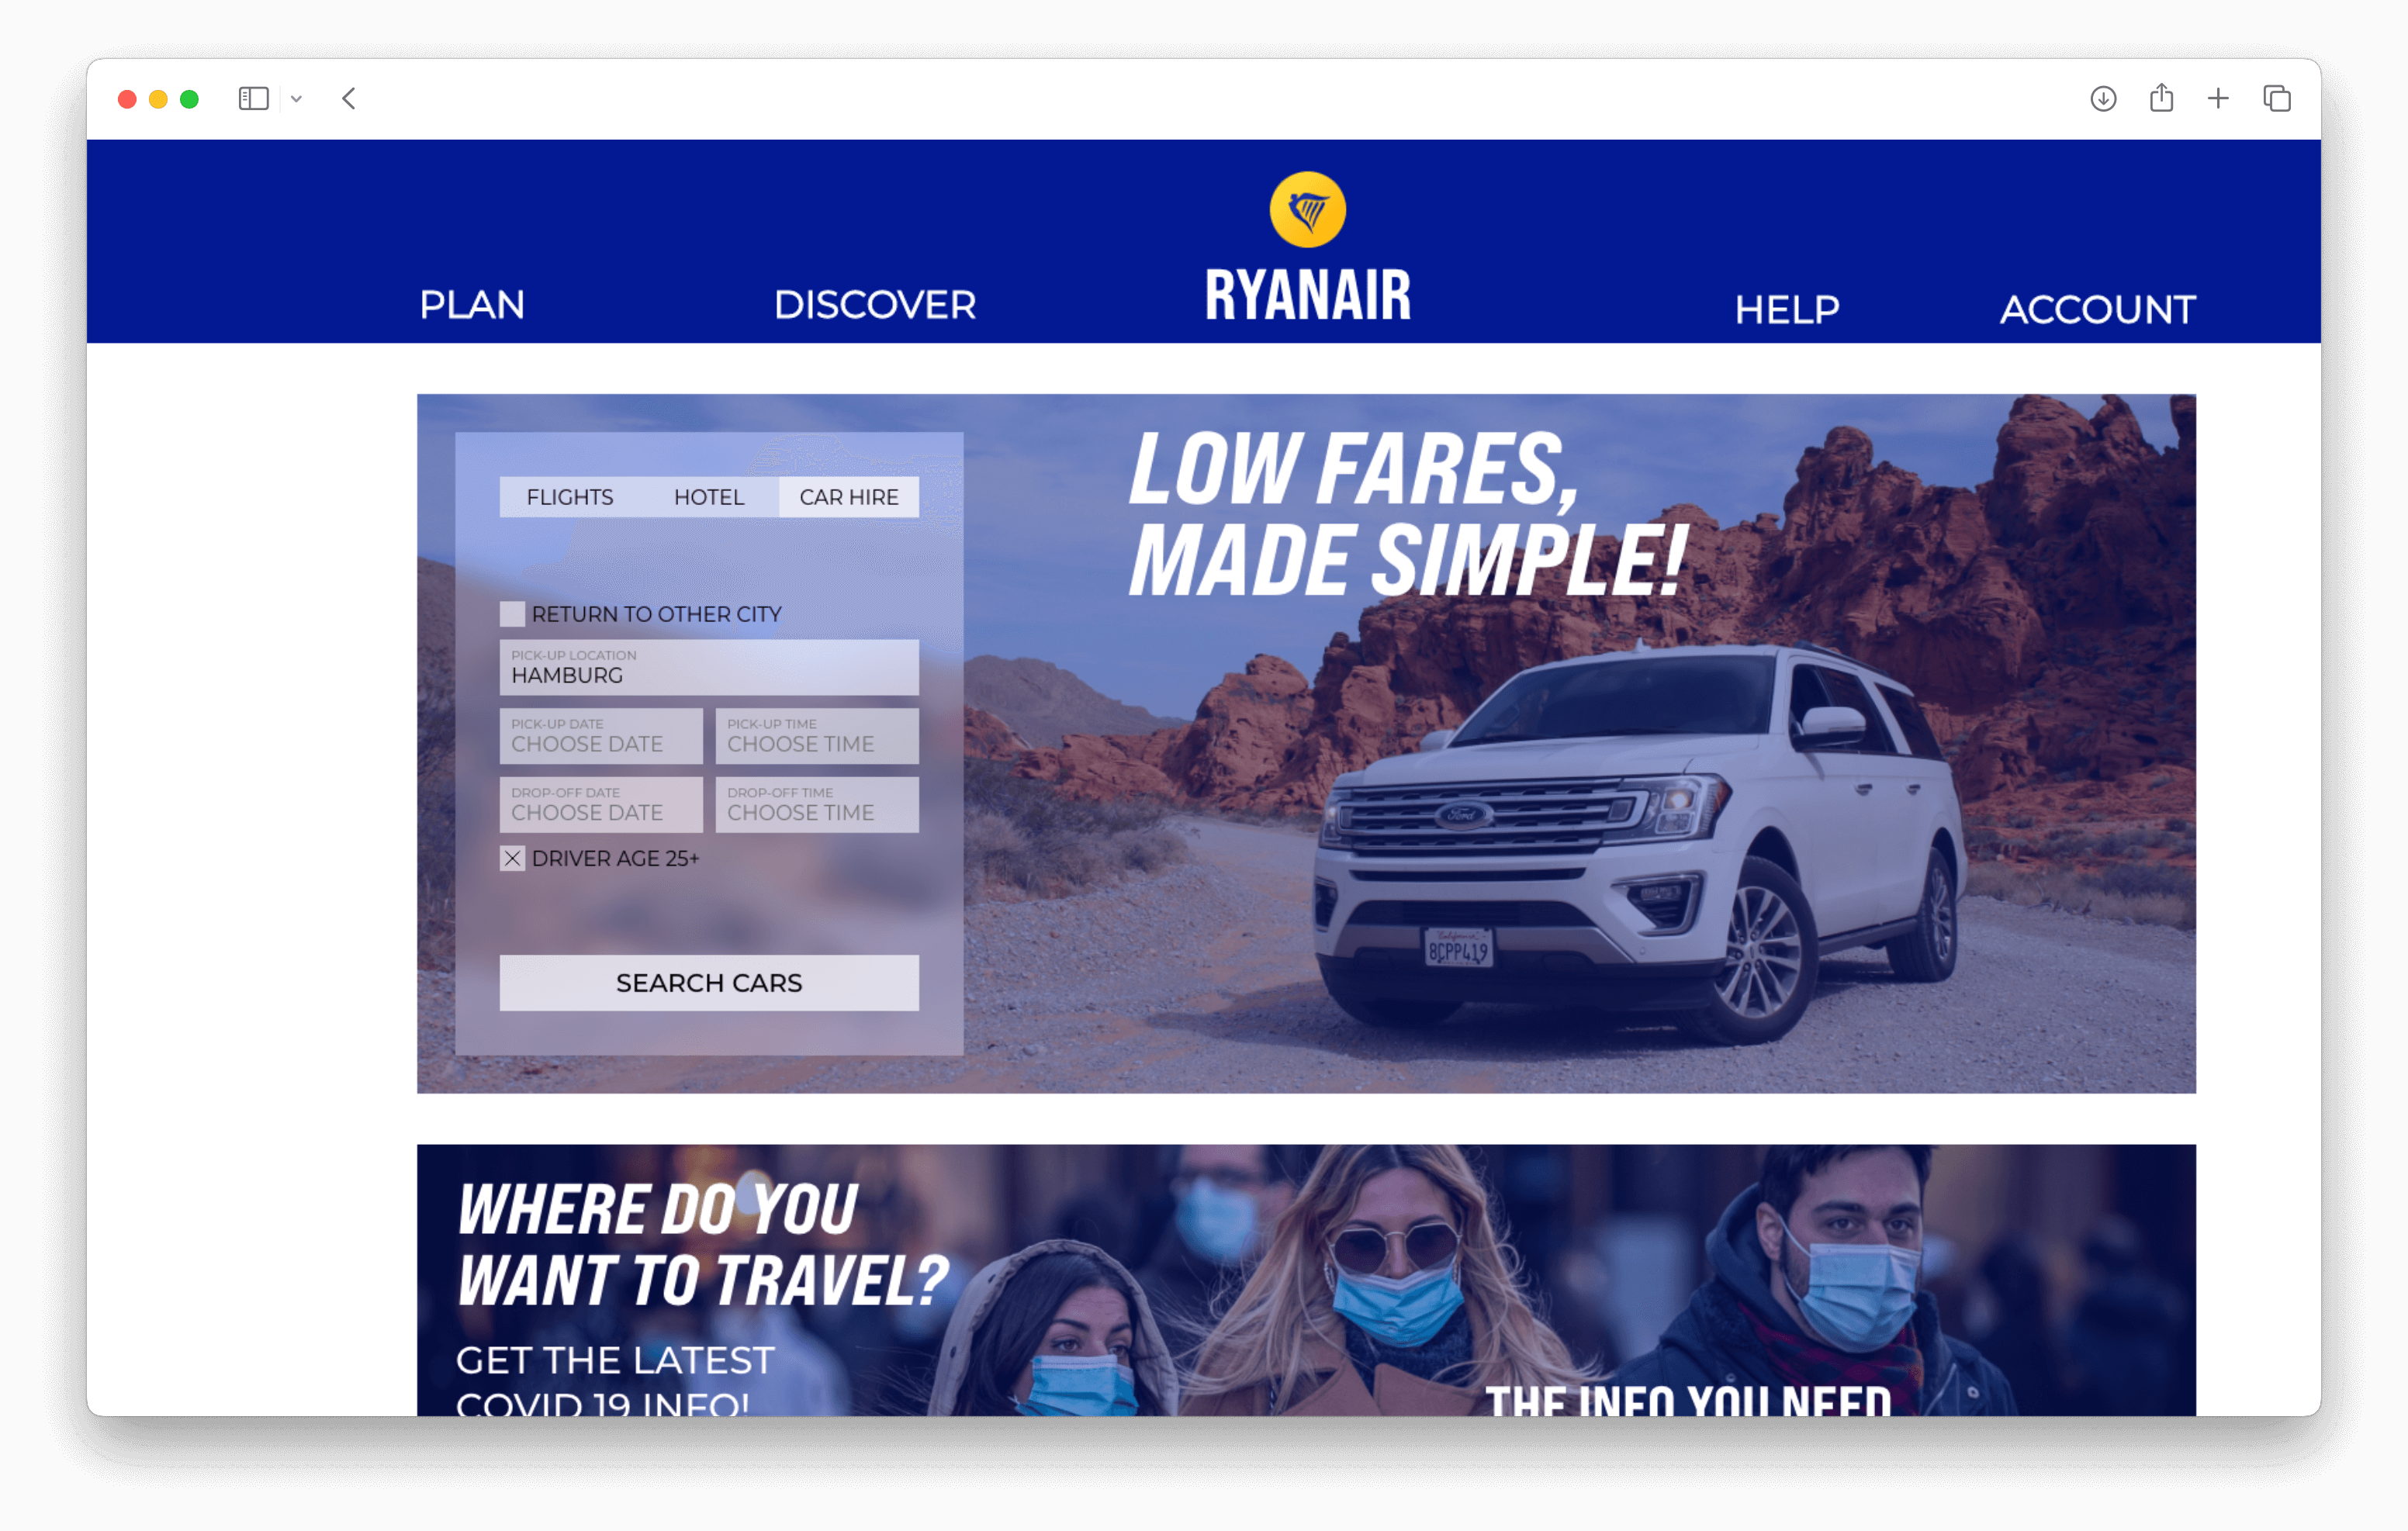 RYANAIR
PLAN
DISCOVER
HELP
ACCOUNT
LOW FARES,
MADE SIMPLE!
FLIGHTS
HOTEL
CAR HIRE
RETURN TO OTHER CITY
PICK-UP LOCATION
HAMBURG
PICK-UP DATE
CHOOSE DATE
PICK-UP TIME
CHOOSE TIME
DROP-OFF DATE
CHOOSE DATE
DROP-OFF TIME
CHOOSE TIME
DRIVER AGE 25+
SEARCH CARS
Ford
California
8CPP419
WHERE DO YOU
WANT TO TRAVEL?
GET THE LATEST
COVID 19 INFO!
THE INFO YOU NEED